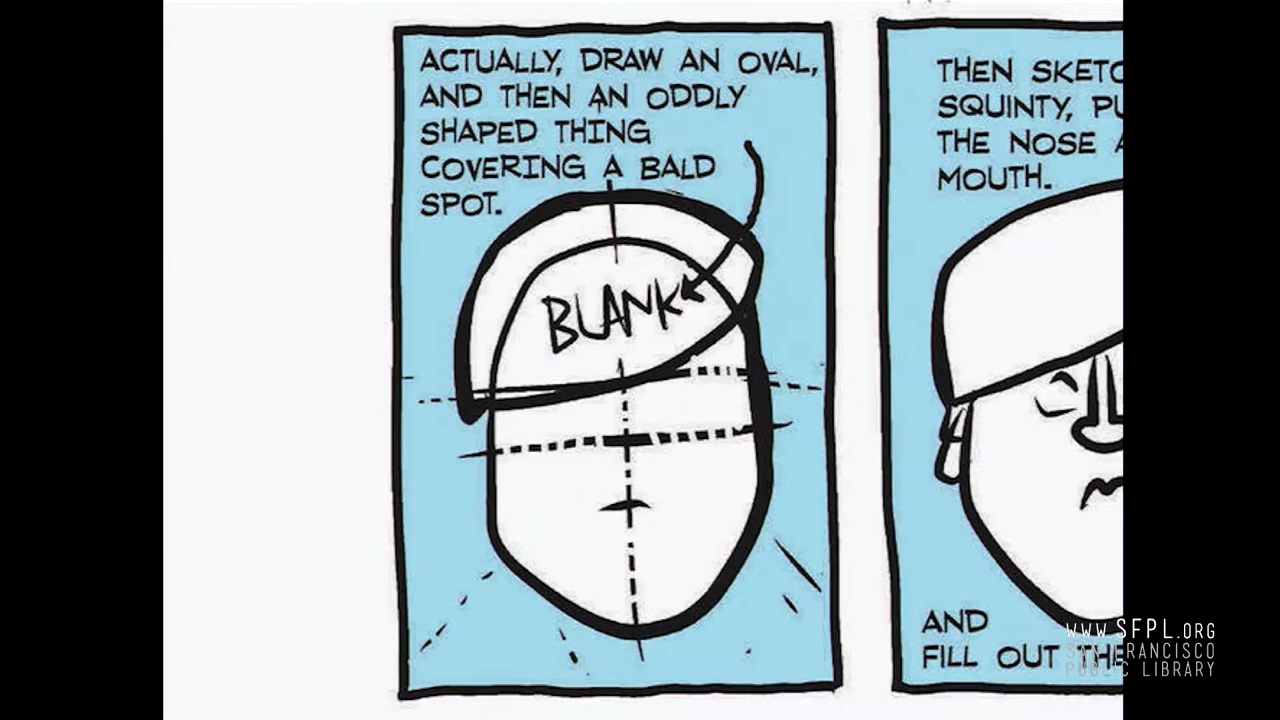 ACTUALLY, DRAW AN OVAL,
AND THEN AN ODDLY
SHAPED THING
COVERING A BALD
SPOT.
BLANK
THEN SKETC
SQUINTY, PU
THE NOSE A
MOUTH.
AND
FILL OUT THE
WWW.SFPL.ORG
SAN FRANCISCO
PUBLIC LIBRARY